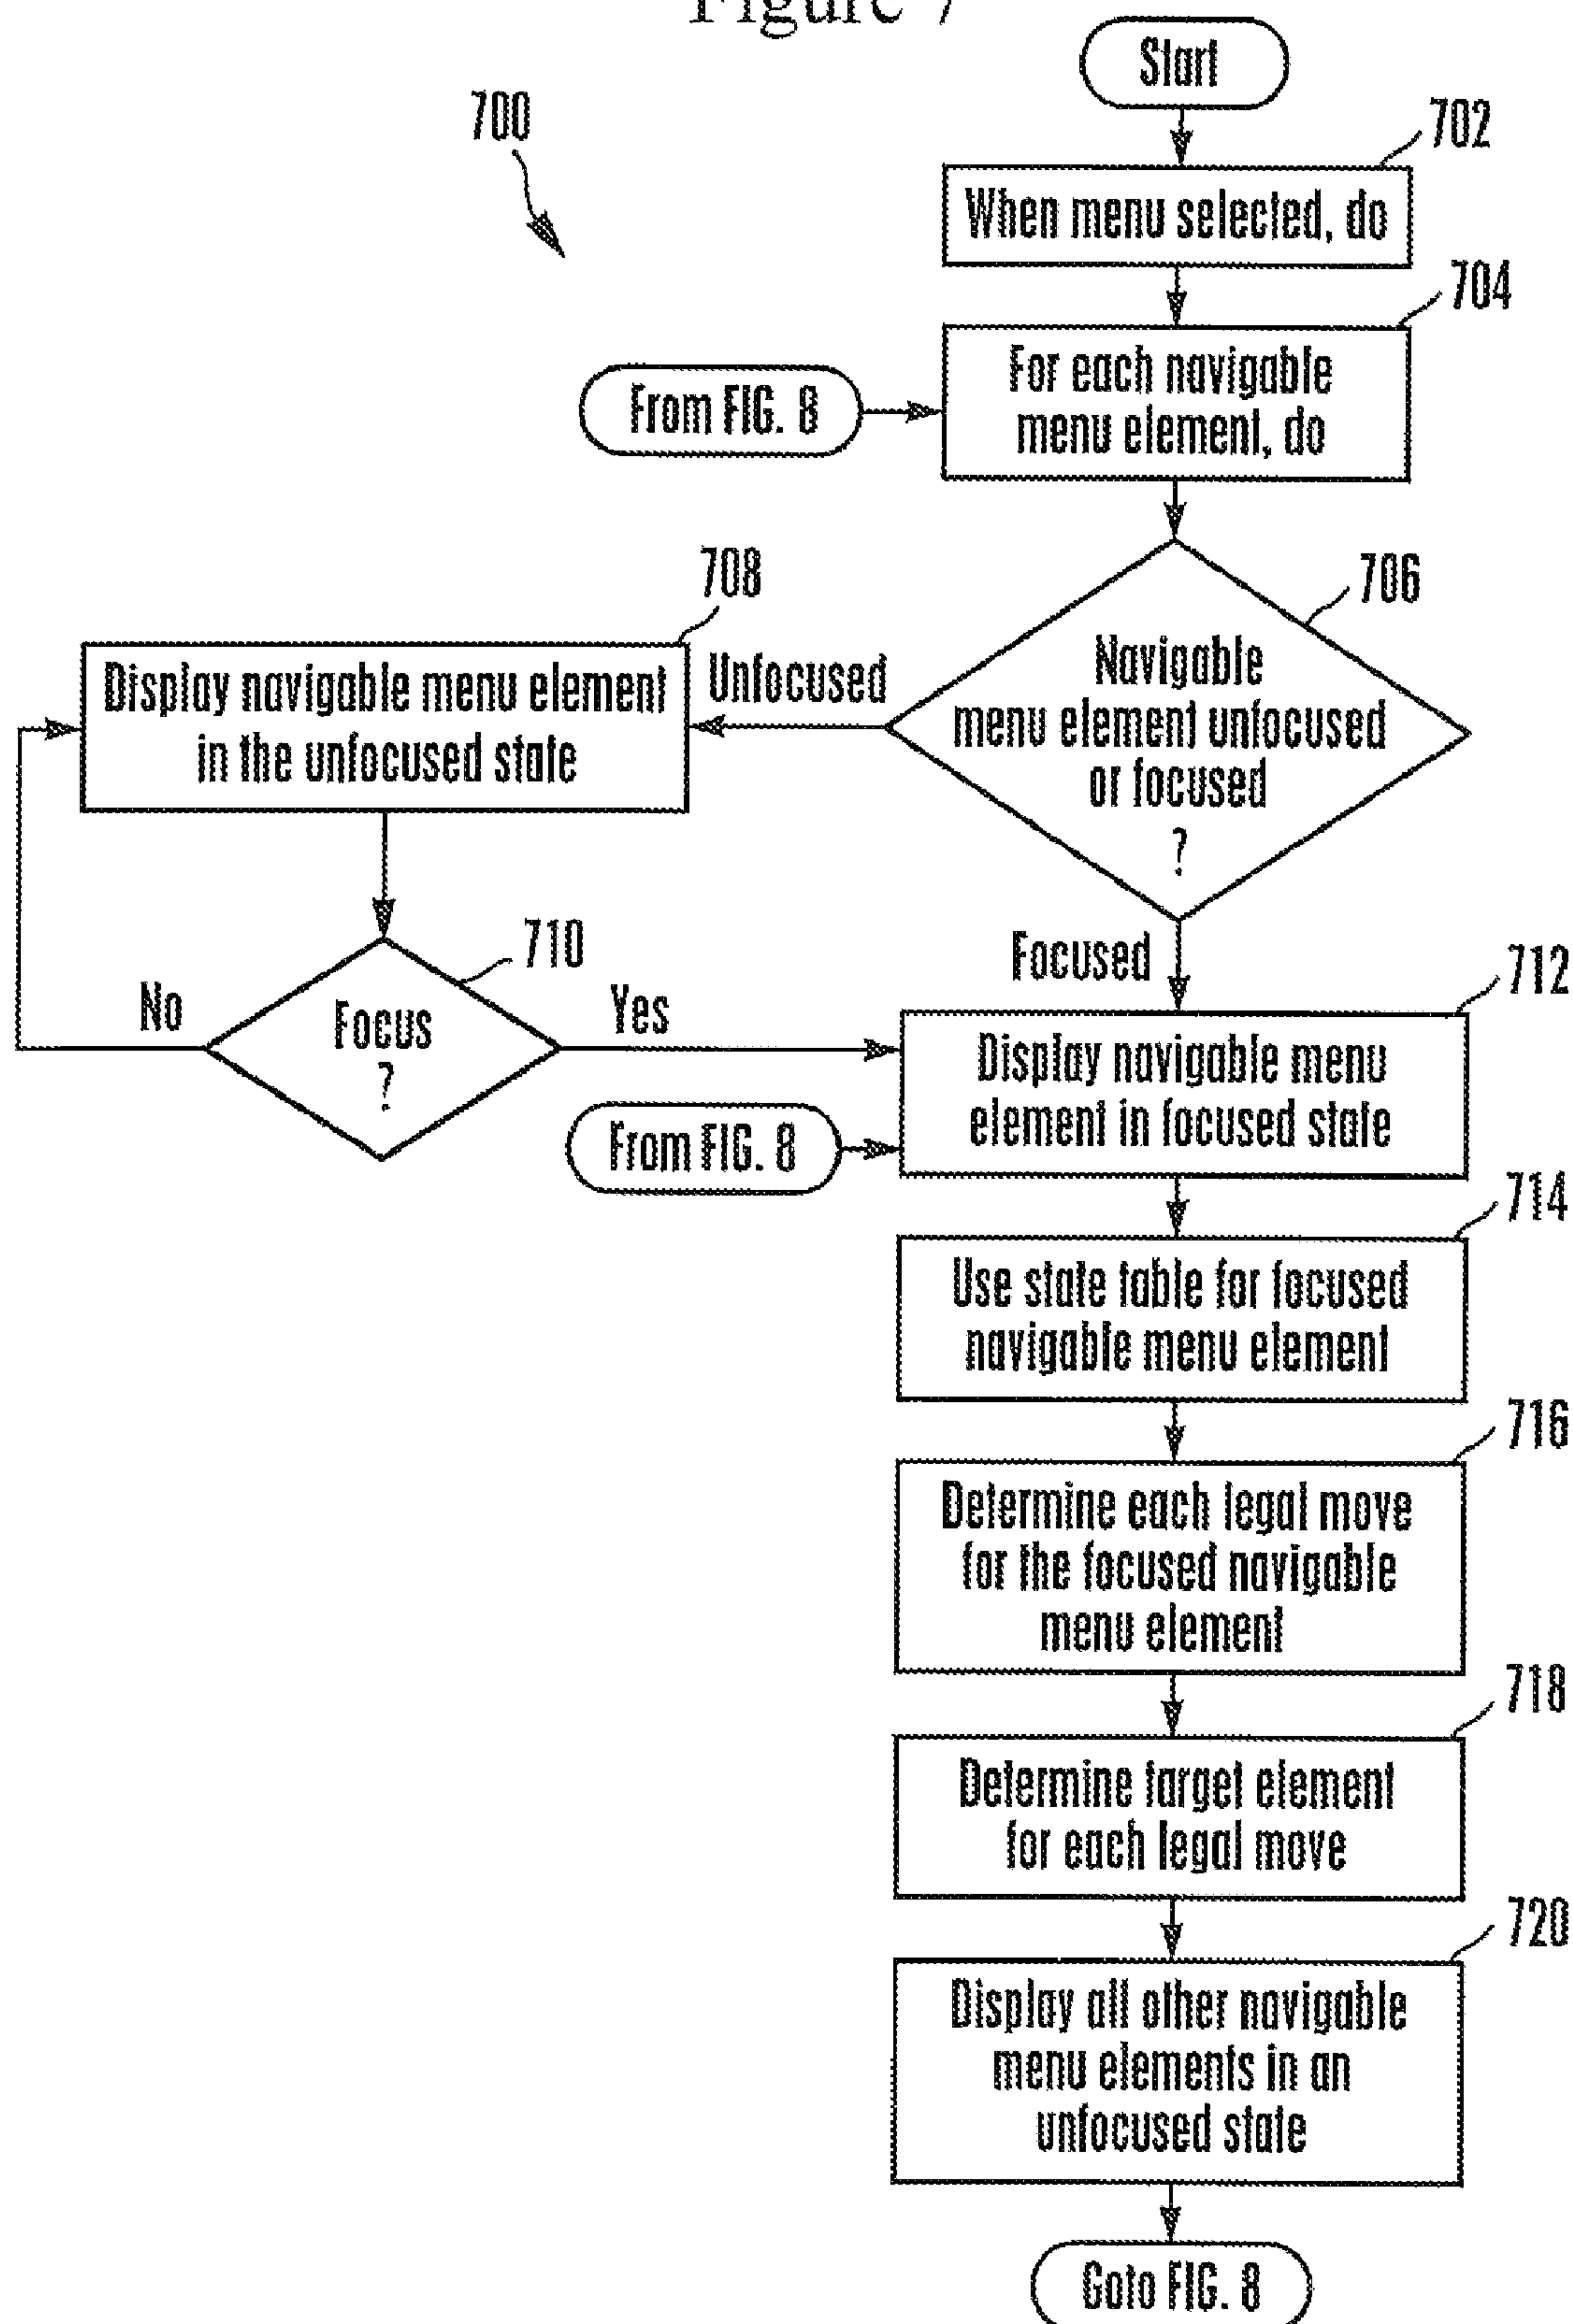 Figure 7
Start
700
702
When menu selected, do
704
For each navigable
menu element, do
From FIG. 8
706
Navigable
menu element unfocused
or focused
?
708
Unfocused
Display navigable menu element
in the unfocused state
710
Focus
?
No
Yes
Focused
712
Display navigable menu
element in focused state
From FIG. 8
714
Use state table for focused
navigable menu element
716
Determine each legal move
for the focused navigable
menu element
718
Determine target element
for each legal move
720
Display all other navigable
menu elements in an
unfocused state
Goto FIG. 8